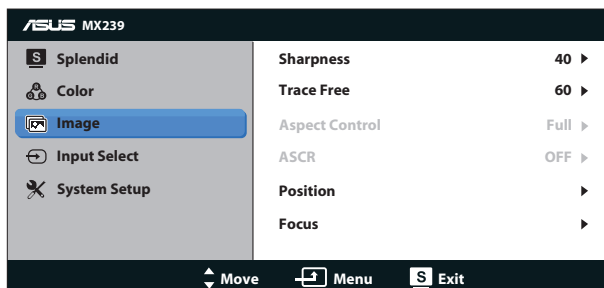 ASUS MX239
S Splendid
Color
Image
Input Select
System Setup
Sharpness 40
Trace Free 60
Aspect Control Full
ASCR OFF
Position
Focus
Move Menu S Exit